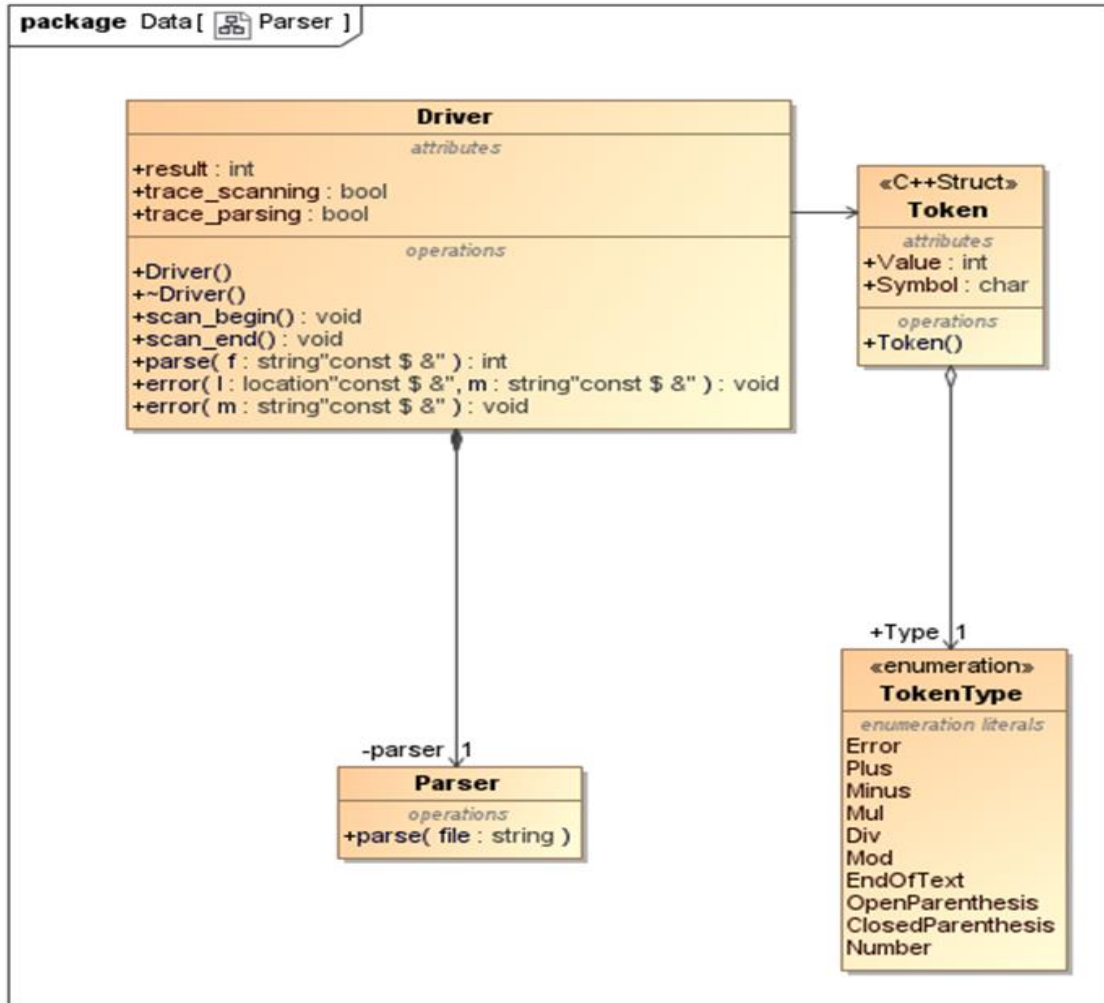 package Data [ Parser ]
Driver
attributes
+result : int
+trace_scanning : bool
+trace_parsing : bool
operations
+Driver()
+~Driver()
+scan_begin() : void
+scan_end() : void
+parse( f : string"const $ &" ) : int
+error( l : location"const $ &", m : string"const $ &" ) : void
+error( m : string"const $ &" ) : void
«C++Struct»
Token
attributes
+Value : int
+Symbol : char
operations
+Token()
-parser 1
Parser
operations
+parse( file : string )
+Type 1
«enumeration»
TokenType
enumeration literals
Error
Plus
Minus
Mul
Div
Mod
EndOfText
OpenParenthesis
ClosedParenthesis
Number